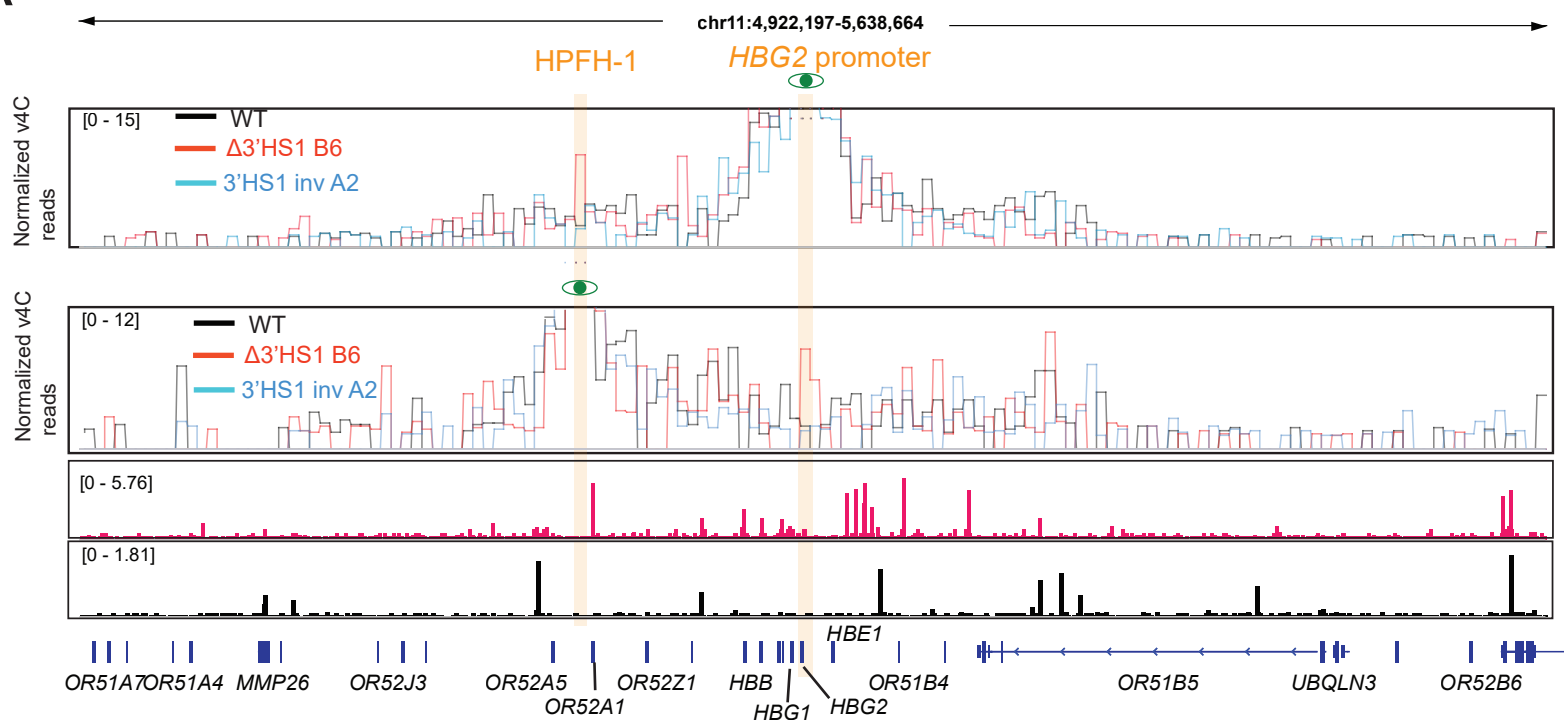 chr11:4,922,197-5,638,664
HPFH-1
HBG2 promoter
Normalized v4C
reads
[0 - 15]
WT
Δ3'HS1 B6
3'HS1 inv A2
Normalized v4C
reads
[0 - 12]
WT
Δ3'HS1 B6
3'HS1 inv A2
[0 - 5.76]
[0 - 1.81]
HBE1
OR51A7 OR51A4 MMP26 OR52J3 OR52A5 OR52Z1 HBB OR51B4 OR51B5 UBQLN3 OR52B6
OR52A1 HBG1 HBG2